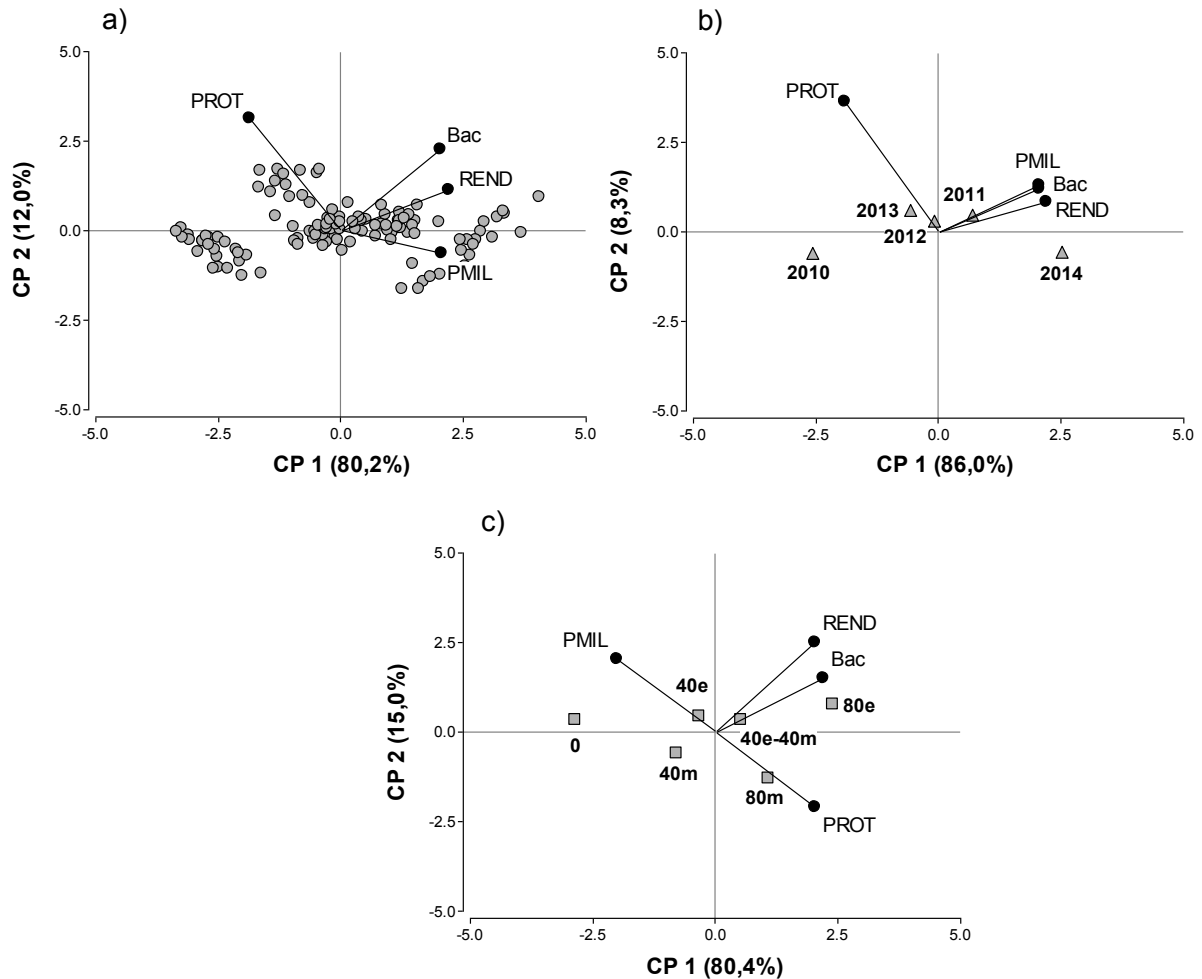 a)
5.0
2.5
0.0
-2.5
-5.0
-5.0 -2.5 0.0 2.5 5.0
CP 2 (12,0%)
CP 1 (80,2%)
PROT
Bac
REND
PMIL
b)
5.0
2.5
0.0
-2.5
-5.0
-5.0 -2.5 0.0 2.5 5.0
CP 2 (8,3%)
CP 1 (86,0%)
PROT
PMIL
Bac
REND
2013
2011
2012
2010
2014
c)
5.0
2.5
0.0
-2.5
-5.0
-5.0 -2.5 0.0 2.5 5.0
CP 2 (15,0%)
CP 1 (80,4%)
PMIL
REND
Bac
40e
80e
0
40e-40m
40m
80m
PROT